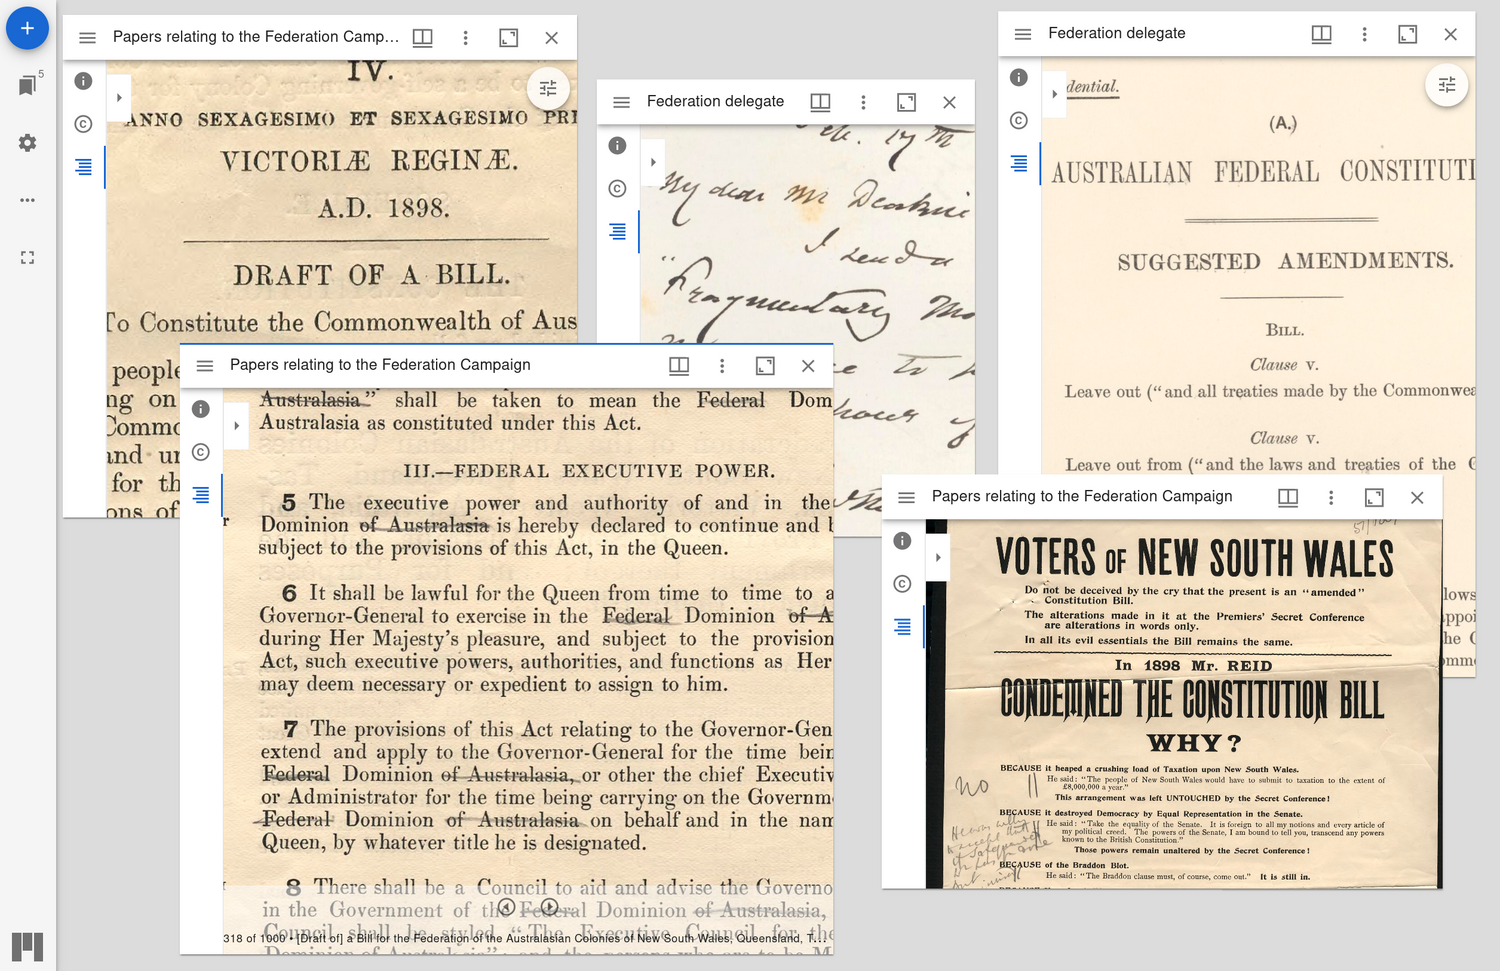 5
Papers relating to the Federation Camp...
IV.
ANNO SEXAGESIMO ET SEXAGESIMO PRI
VICTORIÆ REGINÆ.
A.D. 1898.
DRAFT OF A BILL.
To Constitute the Commonwealth of Aus
people
ng on
Commo
and un
for th
ons of
Federation delegate
Feb. 17th
My dear Mr Deakin
I send a
"Fragmentary
hour of
Federation delegate
dential.
(A.)
AUSTRALIAN FEDERAL CONSTITUTI
SUGGESTED AMENDMENTS.
BILL.
Clause v.
Leave out ("and all treaties made by the Commonwea
Clause v.
Leave out from ("and the laws and treaties of the C
lows
ppoi
he C
omm
Papers relating to the Federation Campaign
Australasia" shall be taken to mean the Federal Dom
Australasia as constituted under this Act.
III.—FEDERAL EXECUTIVE POWER.
5 The executive power and authority of and in the
Dominion of Australasia is hereby declared to continue and b
subject to the provisions of this Act, in the Queen.
6 It shall be lawful for the Queen from time to time to a
Governor-General to exercise in the Federal Dominion of A
during Her Majesty's pleasure, and subject to the provision
Act, such executive powers, authorities, and functions as Her
may deem necessary or expedient to assign to him.
7 The provisions of this Act relating to the Governor-Gen
extend and apply to the Governor-General for the time bein
Federal Dominion of Australasia, or other the chief Executiv
or Administrator for the time being carrying on the Governm
Federal Dominion of Australasia on behalf and in the nam
Queen, by whatever title he is designated.
8 There shall be a Council to aid and advise the Governo
in the Government of the Federal Dominion of Australasia,
Council shall be styled "The Executive Council for the
318 of 1000 • [Draft of] a Bill for the Federation of the Australasian Colonies of New South Wales, Queensland, T...
Dominion of Australasia"; and the persons who are to be M
Papers relating to the Federation Campaign
VOTERS OF NEW SOUTH WALES
Do not be deceived by the cry that the present is an "amended"
Constitution Bill.
The alterations made in it at the Premiers' Secret Conference
are alterations in words only.
In all its evil essentials the Bill remains the same.
In 1898 Mr. REID
CONDEMNED THE CONSTITUTION BILL
WHY?
BECAUSE it heaped a crushing load of Taxation upon New South Wales.
He said: "The people of New South Wales would have to submit to taxation to the extent of
£8,000,000 a year."
This arrangement was left UNTOUCHED by the Secret Conference!
no
BECAUSE it destroyed Democracy by Equal Representation in the Senate.
He said: "Take the equality of the Senate. It is foreign to all my notions and every article of
my political creed. The powers of the Senate, I am bound to tell you, transcend any powers
known to the British Constitution."
Those powers remain unaltered by the Secret Conference!
BECAUSE of the Braddon Blot.
He said: "The Braddon clause must, of course, come out." It is still in.